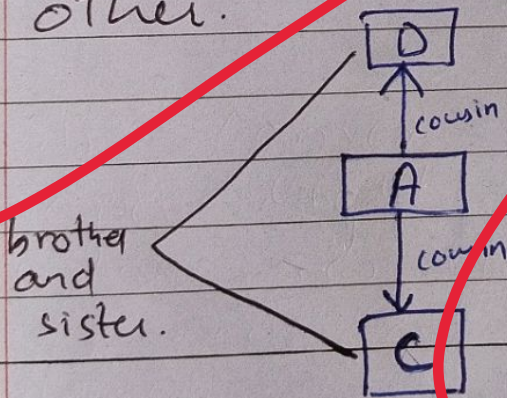 other.
D
cousin
A
brother
and
sister.
cousin
C